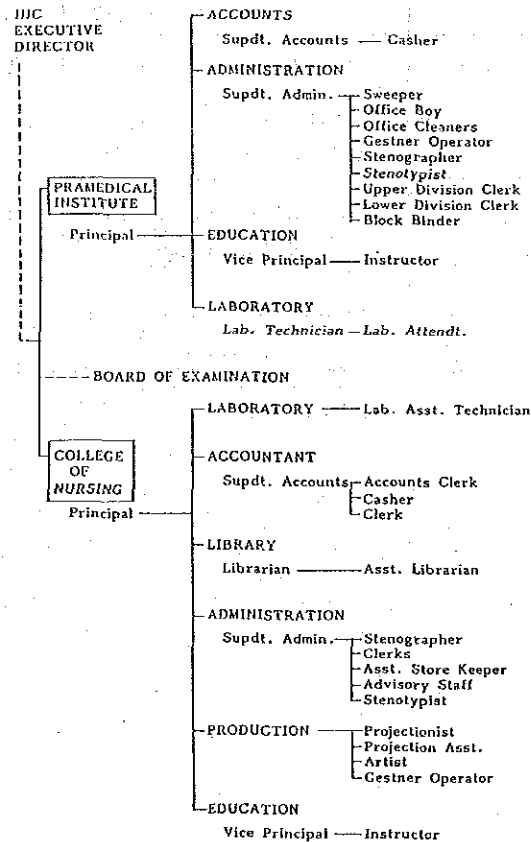 IHC
EXECUTIVE
DIRECTOR
ACCOUNTS
Supdt. Accounts Casher
ADMINISTRATION
Supdt. Admin. Sweeper
Office Boy
Office Cleaners
Gestner Operator
Stenographer
Stenotypist
Upper Division Clerk
Lower Division Clerk
Block Binder
PRAMEDICAL
INSTITUTE
Principal
EDUCATION
Vice Principal Instructor
LABORATORY
Lab. Technician Lab. Attendt.
BOARD OF EXAMINATION
COLLEGE
OF
NURSING
Principal
LABORATORY Lab. Asst. Technician
ACCOUNTANT
Supdt. Accounts Accounts Clerk
Casher
Clerk
LIBRARY
Librarian Asst. Librarian
ADMINISTRATION
Supdt. Admin. Stenographer
Clerks
Asst. Store Keeper
Advisory Staff
Stenotypist
PRODUCTION Projectionist
Projection Asst.
Artist
Gestner Operator
EDUCATION
Vice Principal Instructor